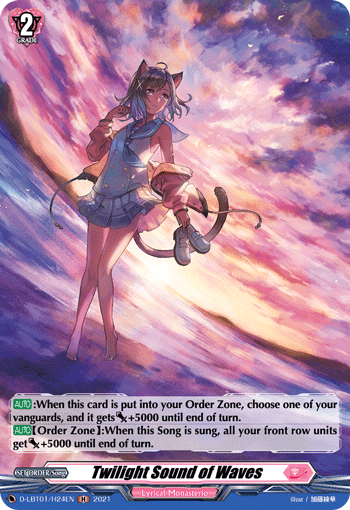 2
GRADE
AUTO:When this card is put into your Order Zone, choose one of your
vanguards, and it gets +5000 until end of turn.
AUTO【Order Zone】:When this Song is sung, all your front row units
get +5000 until end of turn.
SET ORDER/Song
Twilight Sound of Waves
D-LBT01/H24EN H 2021
Lyrical Monasterio
illust / 加藤綾華